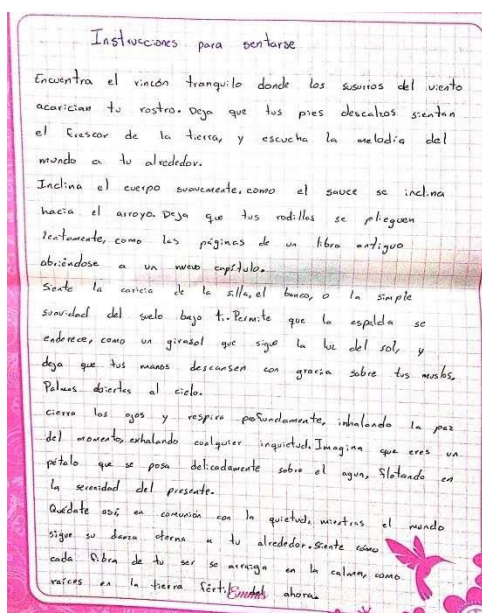 Instrucciones para sentarse
Encuentra el rincón tranquilo donde los susurros del viento
acarician tu rostro. Deja que tus pies descalzos sientan
el frescor de la tierra, y escucha la melodía del
mundo a tu alrededor.
Inclina el cuerpo suavemente, como el sauce se inclina
hacia el arroyo. Deja que tus rodillas se plieguen
lentamente, como las páginas de un libro antiguo
abriéndose a un nuevo capítulo.
Siente la caricia de la silla, el banco, o la simple
suavidad del suelo bajo ti. Permite que la espalda se
enderece, como un girasol que sigue la luz del sol, y
deja que tus manos descansen con gracia sobre tus muslos.
Palmas abiertas al cielo.
Cierra los ojos y respira profundamente, inhalando la paz
del momento, exhalando cualquier inquietud. Imagina que eres un
pétalo que se posa delicadamente sobre el agua, flotando en
la serenidad del presente.
Quédate así, en comunión con la quietud, mientras el mundo
sigue su danza eterna a tu alrededor. Siente cómo
cada fibra de tu ser se arraiga en la calma, como
raíces en la tierra fértil del ahora.